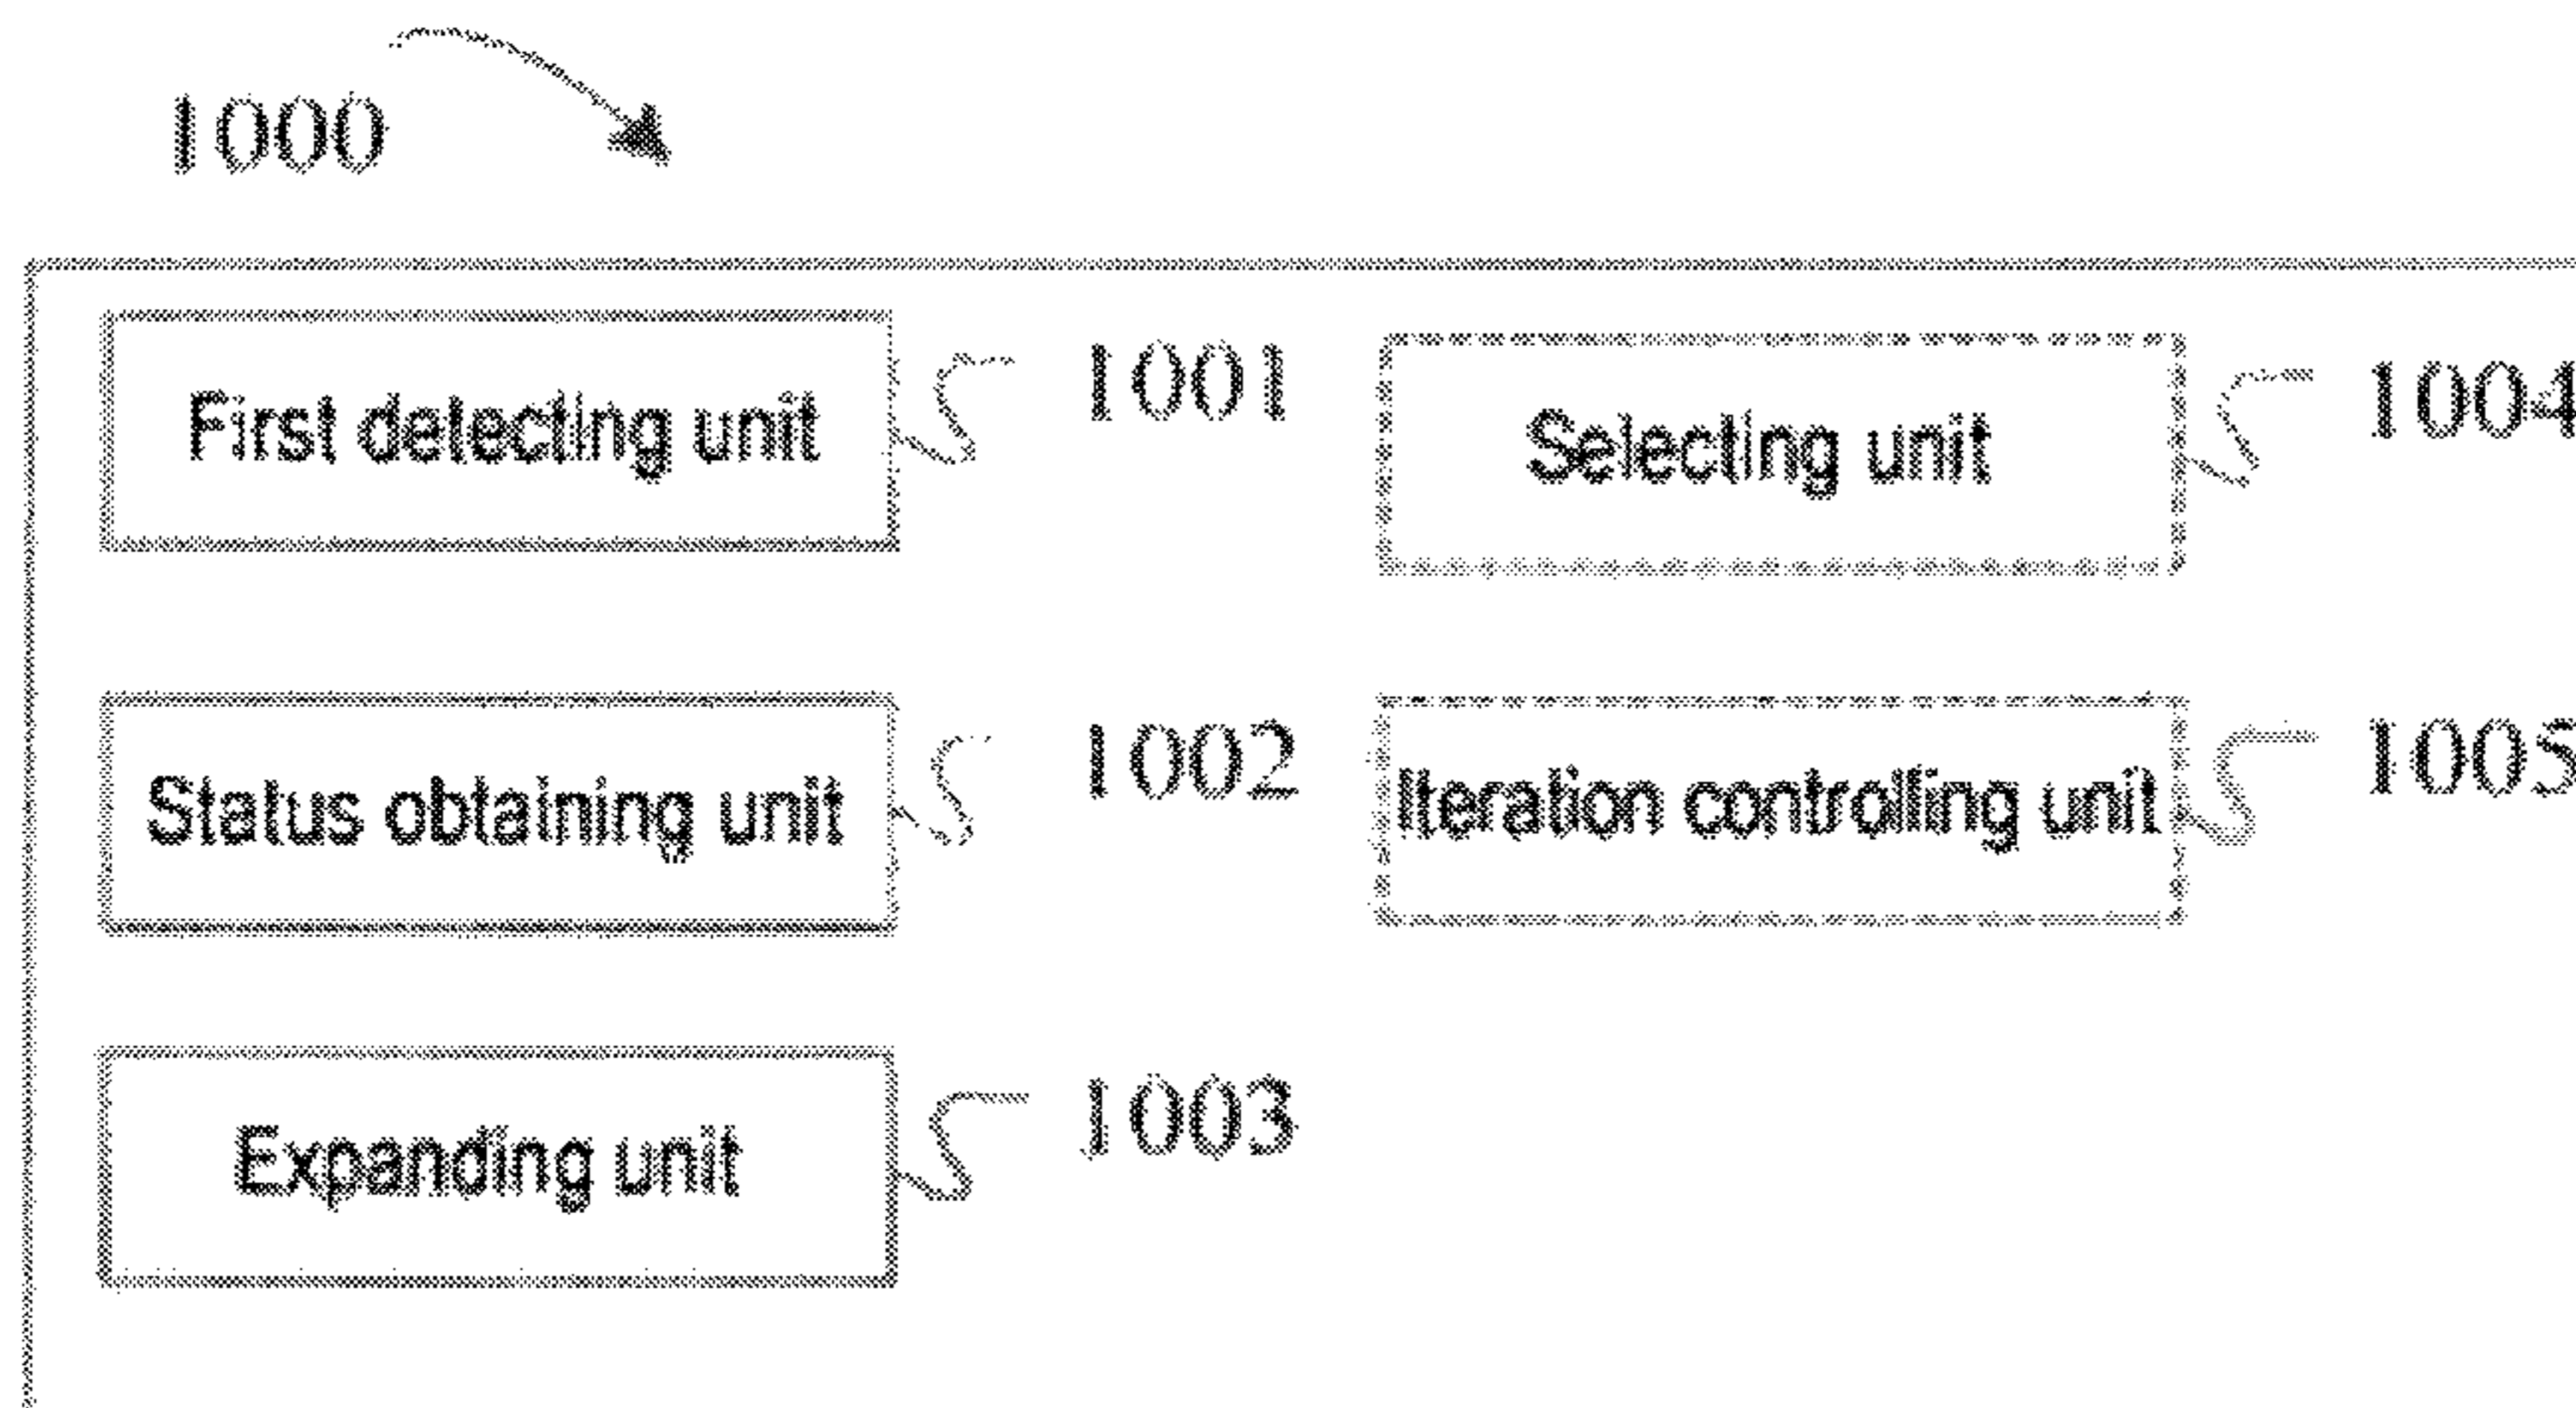 1000
First detecting unit
1001
Selecting unit
1004
Status obtaining unit
1002
Iteration controlling unit
1005
Expanding unit
1003